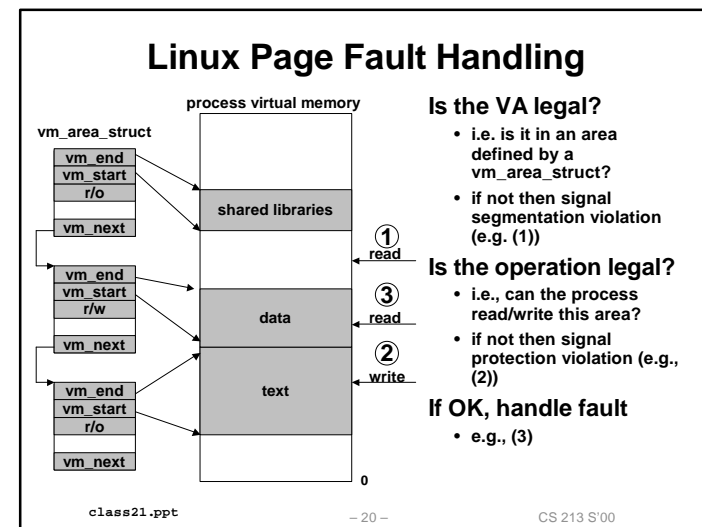 Linux Page Fault Handling
process virtual memory
vm_area_struct
vm_end
vm_start
r/o
vm_next
vm_end
vm_start
r/w
vm_next
vm_end
vm_start
r/o
vm_next
shared libraries
data
text
0
1
read
3
read
2
write
Is the VA legal?
• i.e. is it in an area
defined by a
vm_area_struct?
• if not then signal
segmentation violation
(e.g. (1))
Is the operation legal?
• i.e., can the process
read/write this area?
• if not then signal
protection violation (e.g.,
(2))
If OK, handle fault
• e.g., (3)
class21.ppt
– 20 –
CS 213 S'00